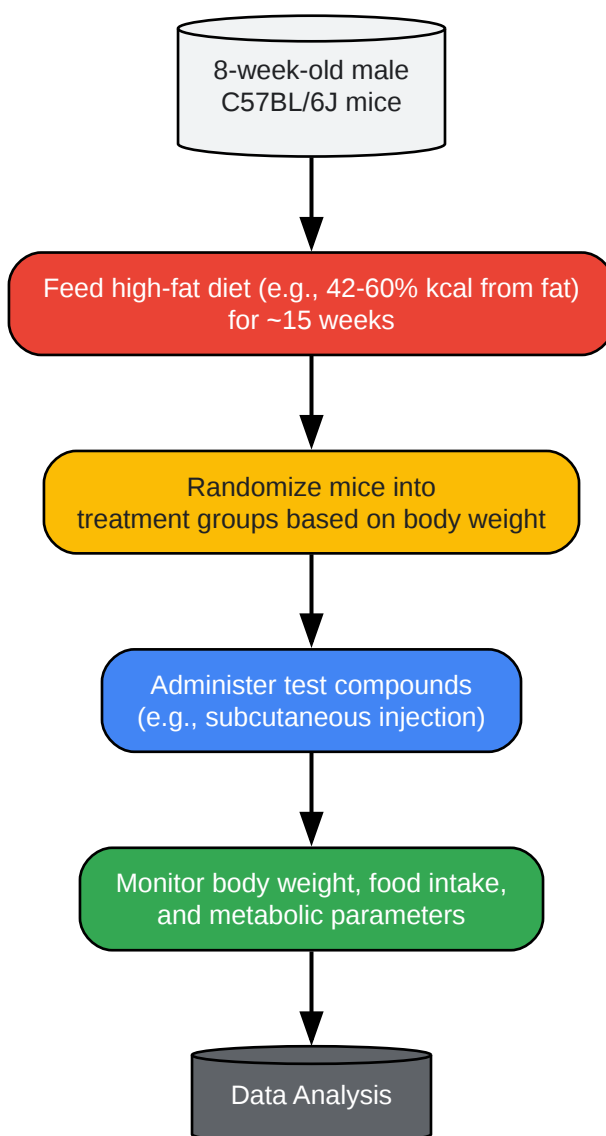 8-week-old male
C57BL/6J mice
Feed high-fat diet (e.g., 42-60% kcal from fat)
for ~15 weeks
Randomize mice into
treatment groups based on body weight
Administer test compounds
(e.g., subcutaneous injection)
Monitor body weight, food intake,
and metabolic parameters
Data Analysis